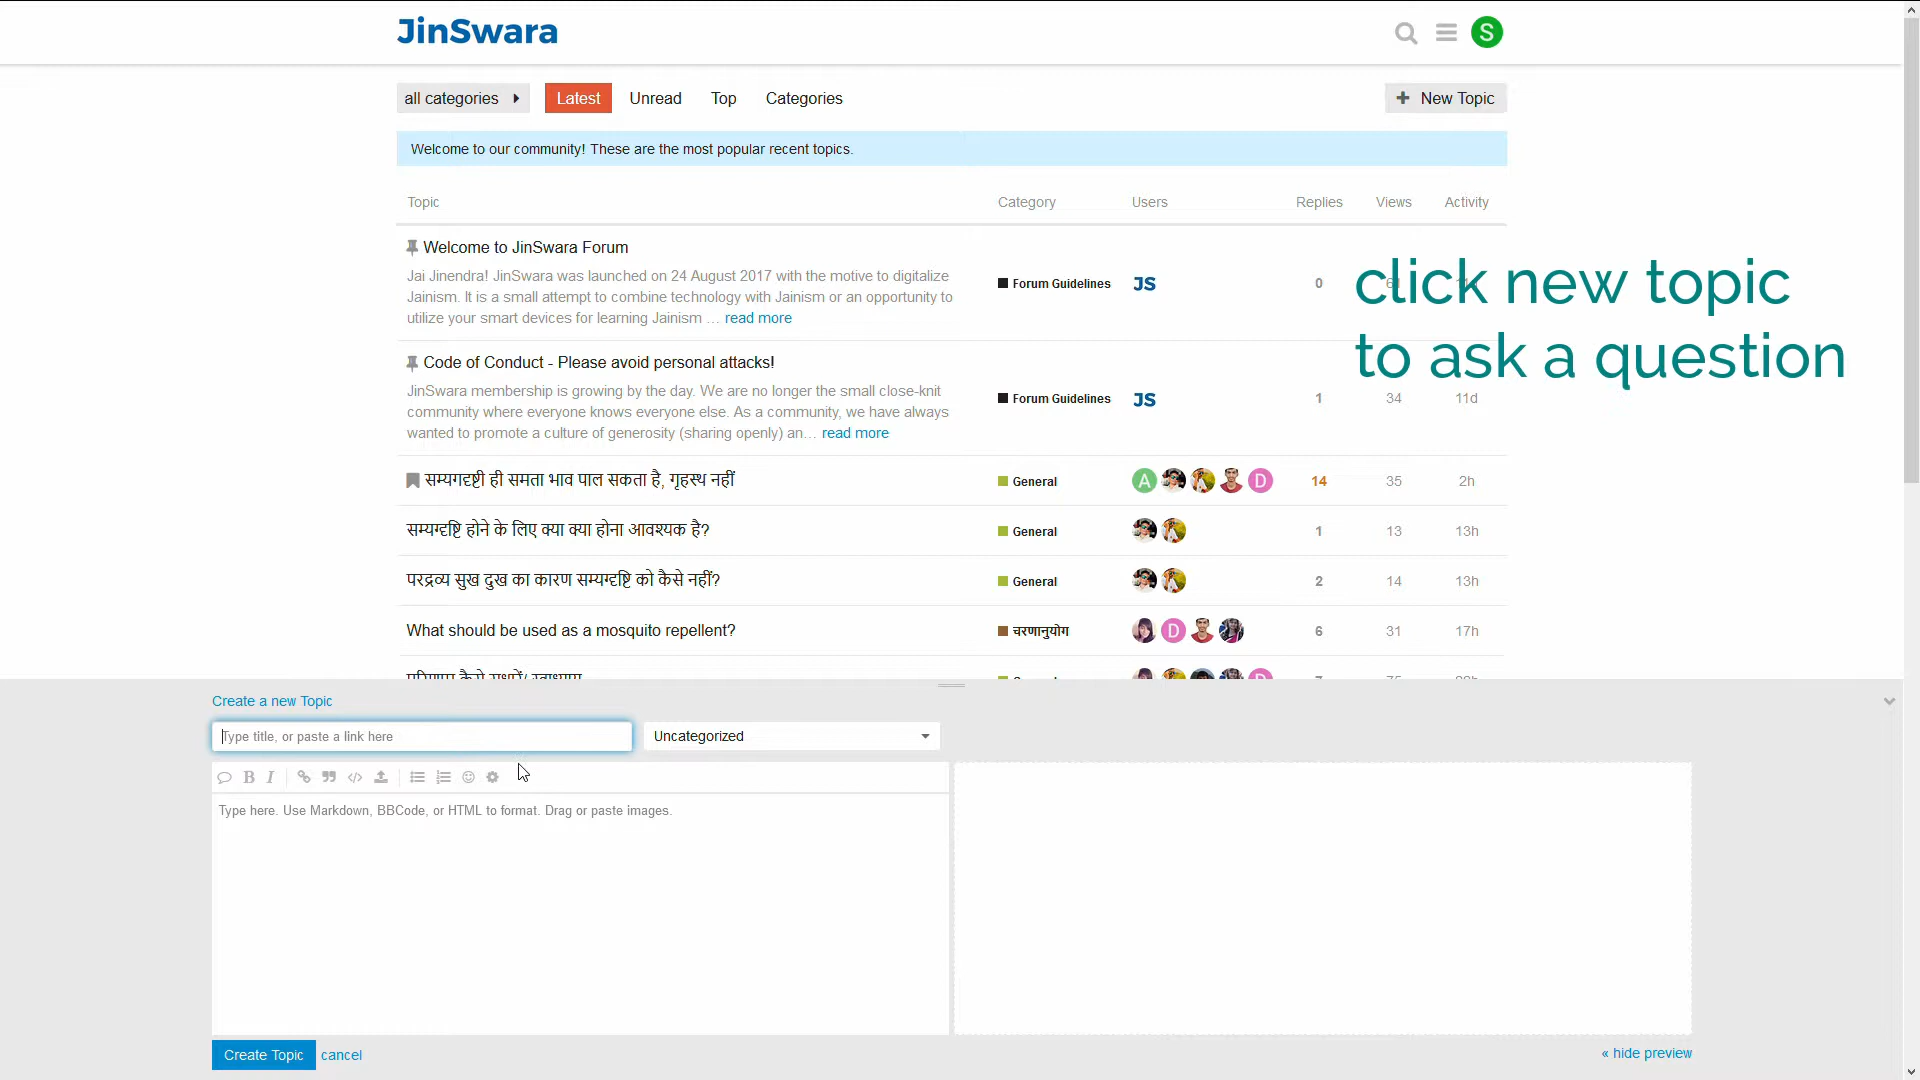 JinSwara
S
all categories
Latest
Unread
Top
Categories
New Topic
Welcome to our community! These are the most popular recent topics.
Topic
Category
Users
Replies
Views
Activity
Welcome to JinSwara Forum
Jai Jinendra! JinSwara was launched on 24 August 2017 with the motive to digitalize
Jainism. It is a small attempt to combine technology with Jainism or an opportunity to
utilize your smart devices for learning Jainism … read more
Forum Guidelines
JS
0
click new topic
to ask a question
Code of Conduct - Please avoid personal attacks!
JinSwara membership is growing by the day. We are no longer the small close-knit
community where everyone knows everyone else. As a community, we have always
wanted to promote a culture of generosity (sharing openly) an… read more
Forum Guidelines
JS
1
34
11d
सम्यगदृष्टी ही समता भाव पाल सकता है, गृहस्थ नहीं
General
A
D
14
35
2h
सम्यग्दृष्टि होने के लिए क्या क्या होना आवश्यक है?
General
1
13
13h
परद्रव्य सुख दुख का कारण सम्यग्दृष्टि को कैसे नहीं?
General
2
14
13h
What should be used as a mosquito repellent?
चरणानुयोग
D
6
31
17h
Create a new Topic
Type title, or paste a link here
Uncategorized
Type here. Use Markdown, BBCode, or HTML to format. Drag or paste images.
Create Topic
cancel
« hide preview